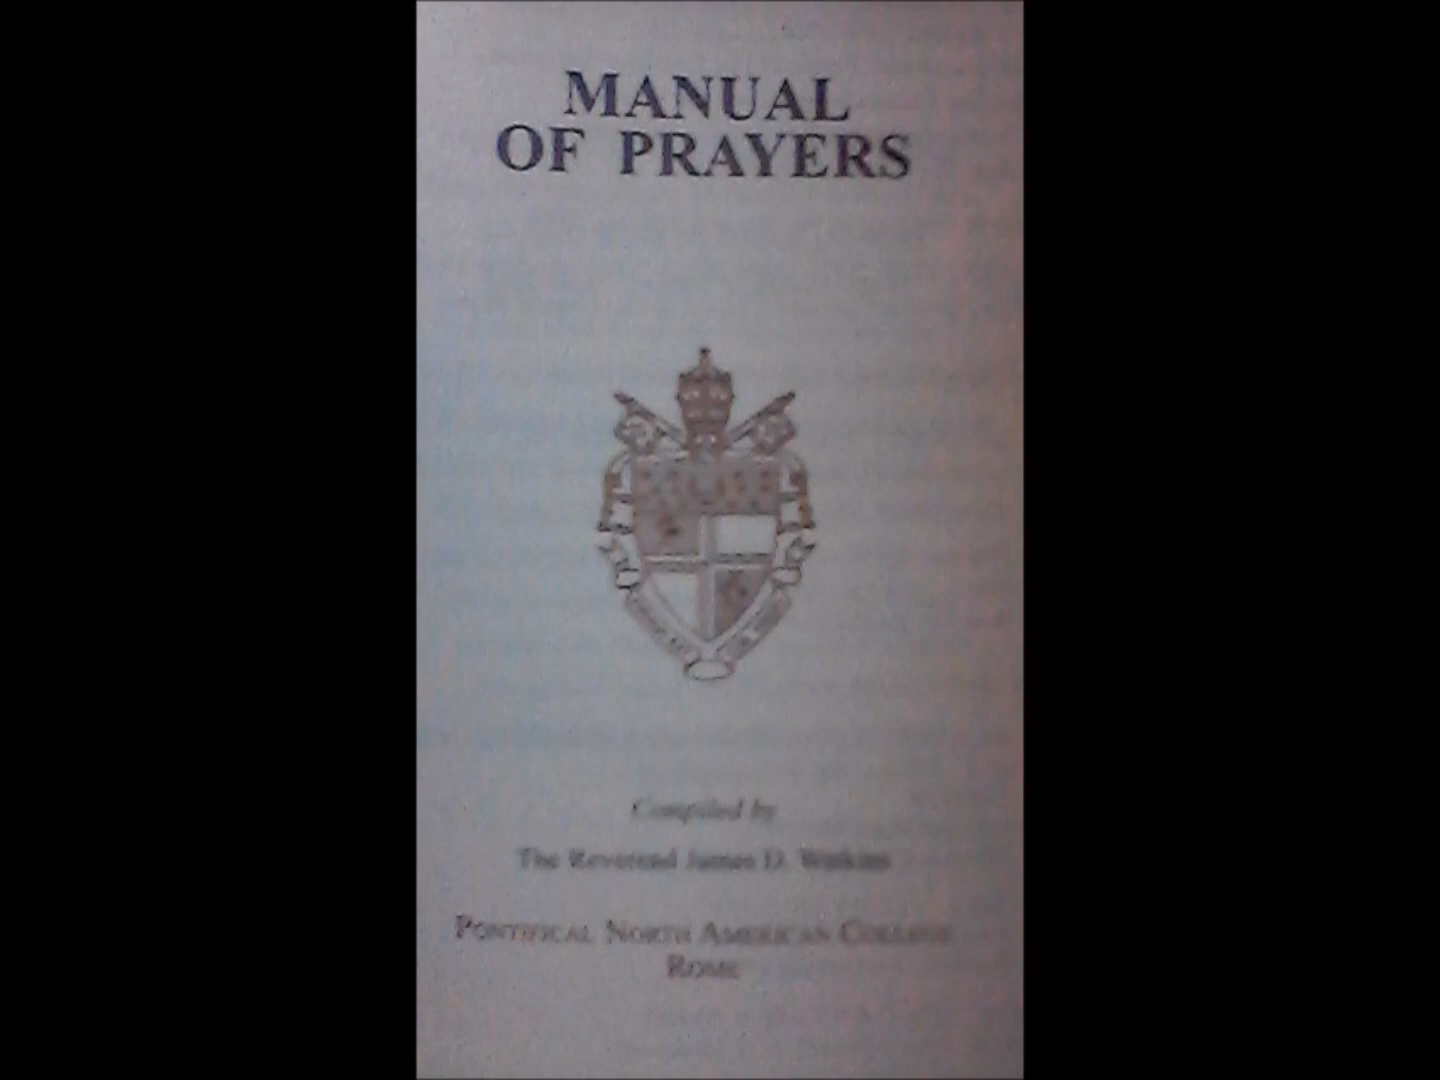 MANUAL
OF PRAYERS
Compiled by
The Reverend James D. Watkins
PONTIFICAL NORTH AMERICAN COLLEGE
ROME